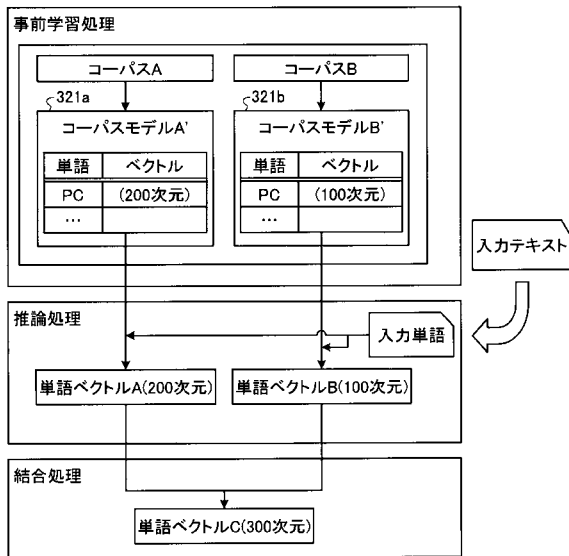 事前学習処理
コーパスA
コーパスB
321a
321b
コーパスモデルA'
コーパスモデルB'
単語 ベクトル
単語 ベクトル
PC (200次元)
PC (100次元)
…
…
入力テキスト
推論処理
入力単語
単語ベクトルA(200次元)
単語ベクトルB(100次元)
結合処理
単語ベクトルC(300次元)